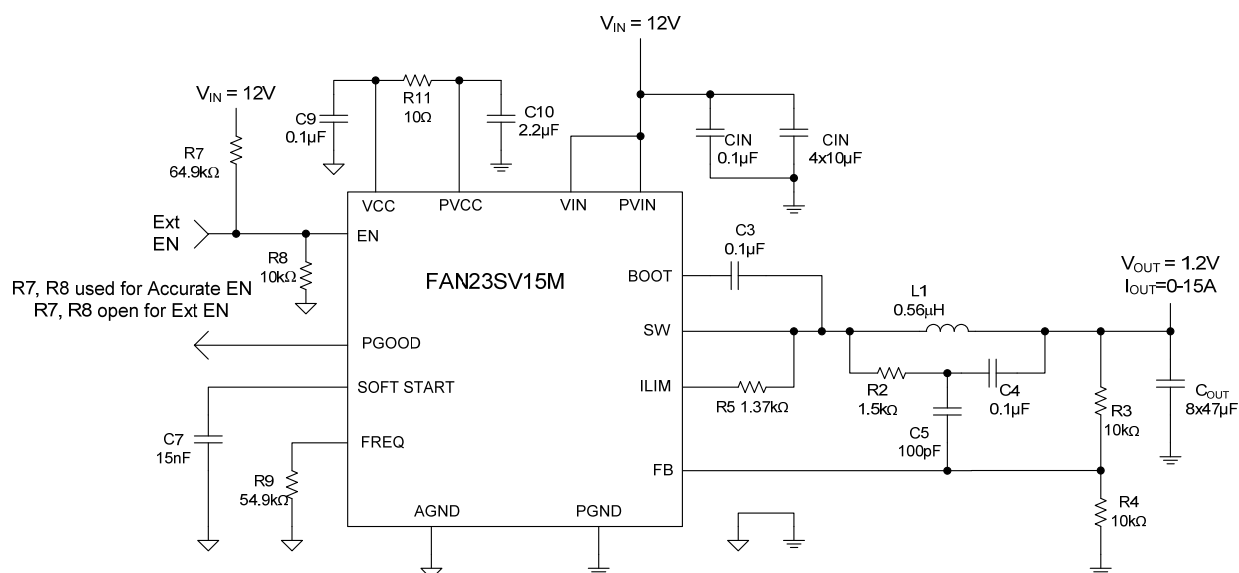 V_IN = 12V
V_IN = 12V
R11
10Ω
C9
0.1µF
C10
2.2µF
CIN
0.1µF
CIN
4x10µF
R7
64.9kΩ
VCC
PVCC
VIN
PVIN
Ext
EN
EN
R8
10kΩ
R7, R8 used for Accurate EN
R7, R8 open for Ext EN
FAN23SV15M
C3
0.1µF
BOOT
V_OUT = 1.2V
I_OUT=0-15A
L1
0.56µH
SW
PGOOD
ILIM
R5 1.37kΩ
R2
1.5kΩ
C4
0.1µF
C_OUT
8x47µF
R3
10kΩ
SOFT START
C7
15nF
C5
100pF
FREQ
FB
R9
54.9kΩ
R4
10kΩ
AGND
PGND